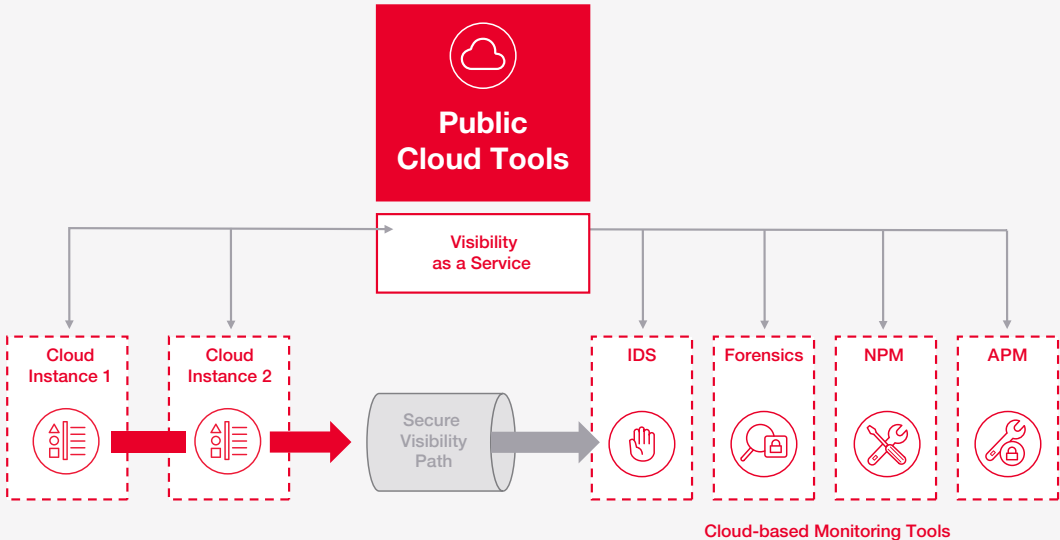 Public
Cloud Tools
Visibility
as a Service
Cloud
Instance 1
Cloud
Instance 2
Secure
Visibility
Path
IDS
Forensics
NPM
APM
Cloud-based Monitoring Tools